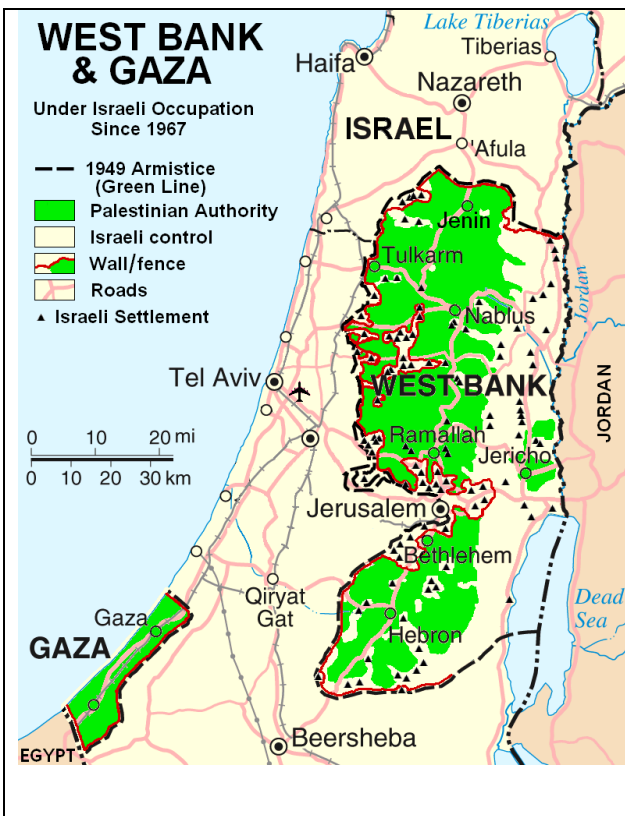 WEST BANK
& GAZA
Under Israeli Occupation
Since 1967
1949 Armistice
(Green Line)
Palestinian Authority
Israeli control
Wall/fence
Roads
Israeli Settlement
Lake Tiberias
Tiberias
Haifa
Nazareth
ISRAEL
'Afula
Jenin
Tulkarm
Jordan
Nablus
Tel Aviv
WEST BANK
JORDAN
0 10 20 mi
0 10 20 30 km
Ramallah
Jericho
Jerusalem
Bethlehem
Qiryat
Gat
Dead
Sea
Gaza
GAZA
Hebron
Beersheba
EGYPT